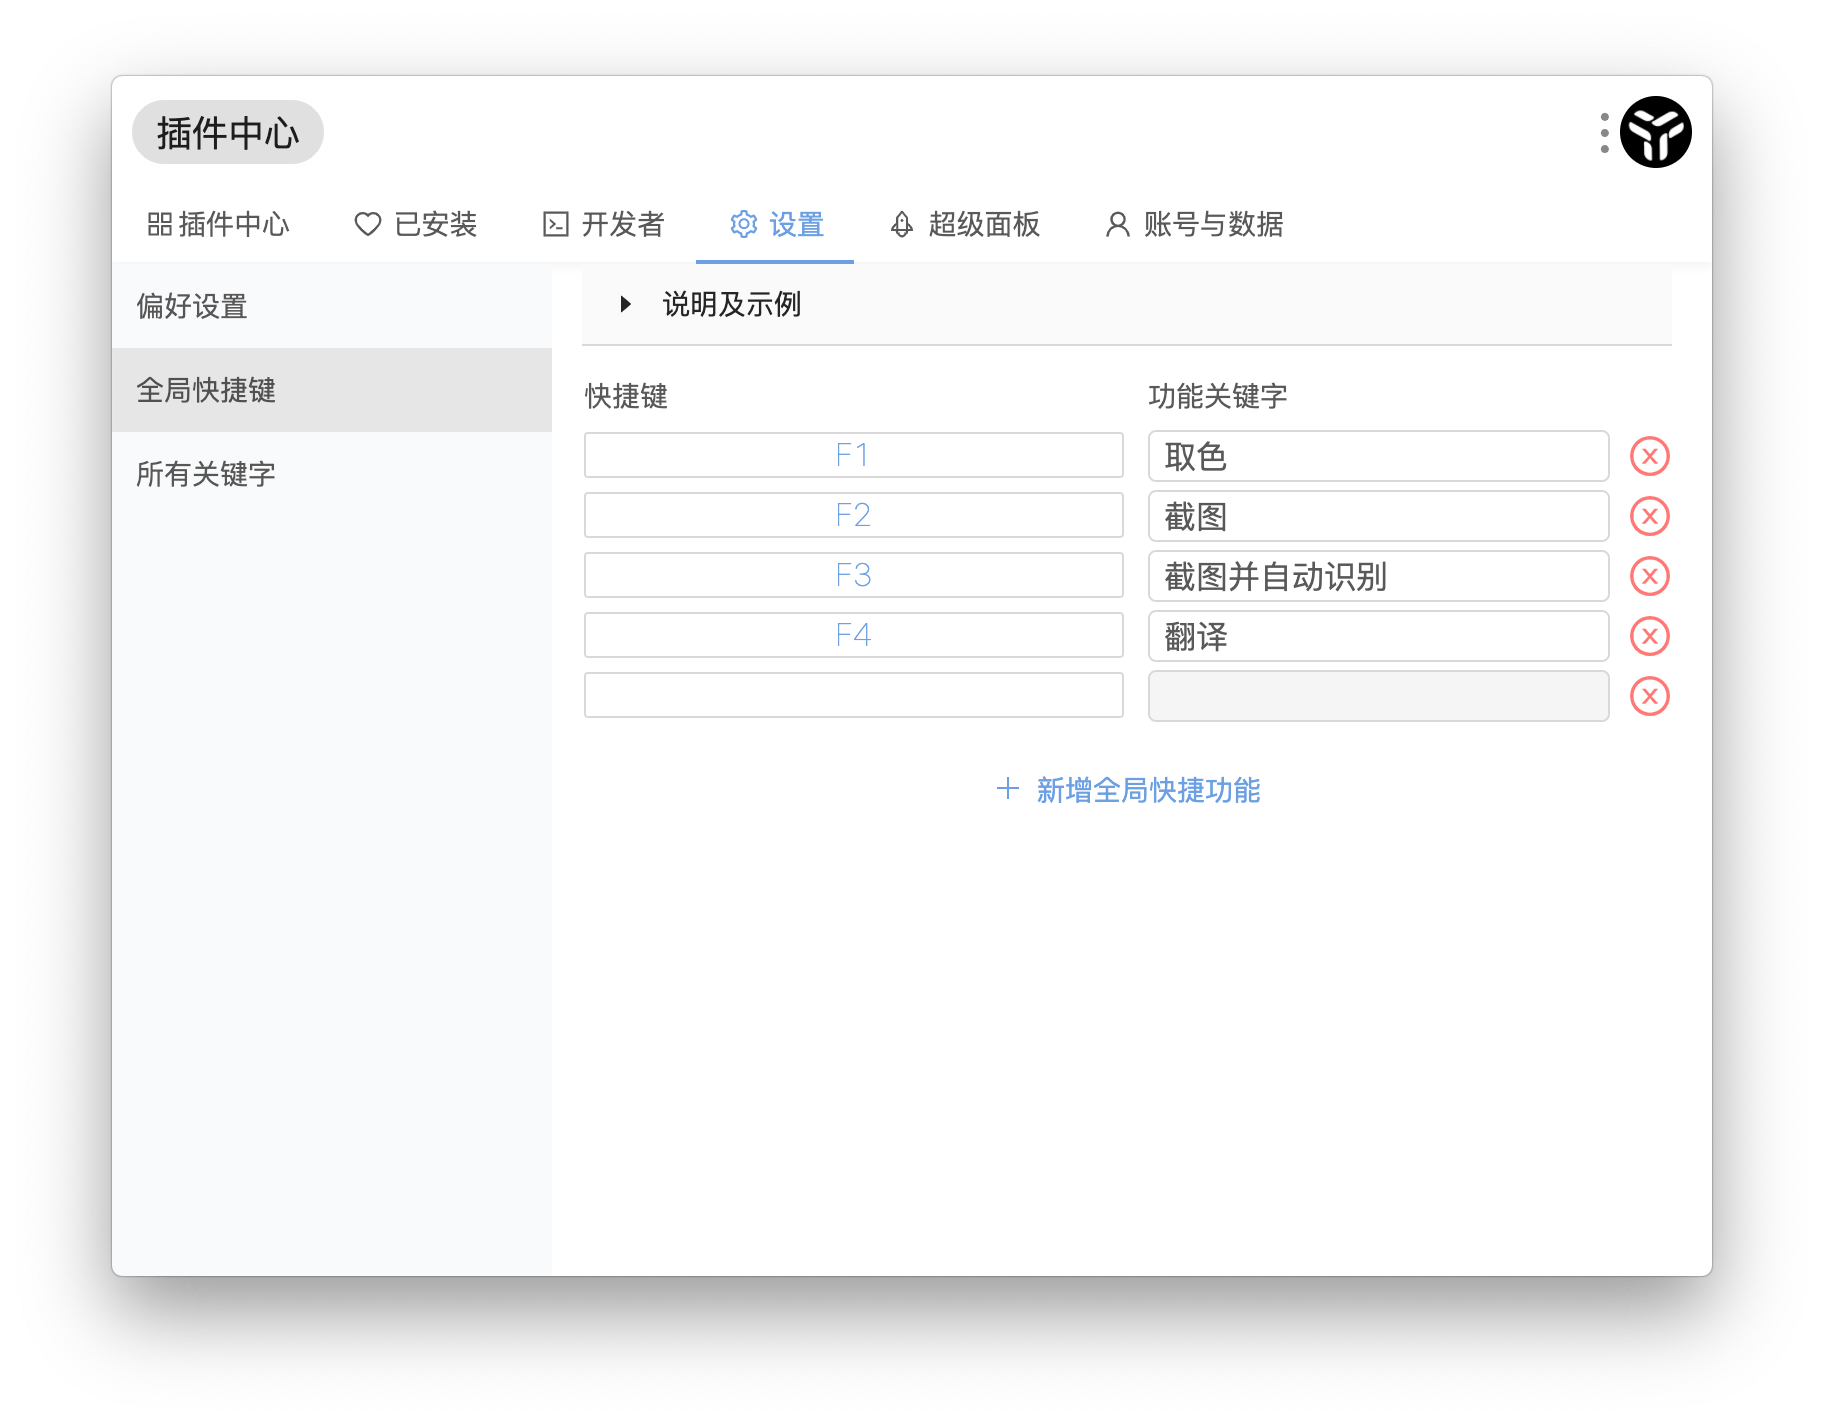 插件中心
插件中心 已安装 开发者 设置 超级面板 账号与数据
偏好设置
全局快捷键
所有关键字
说明及示例
快捷键 功能关键字
F1 取色
F2 截图
F3 截图并自动识别
F4 翻译
新增全局快捷功能